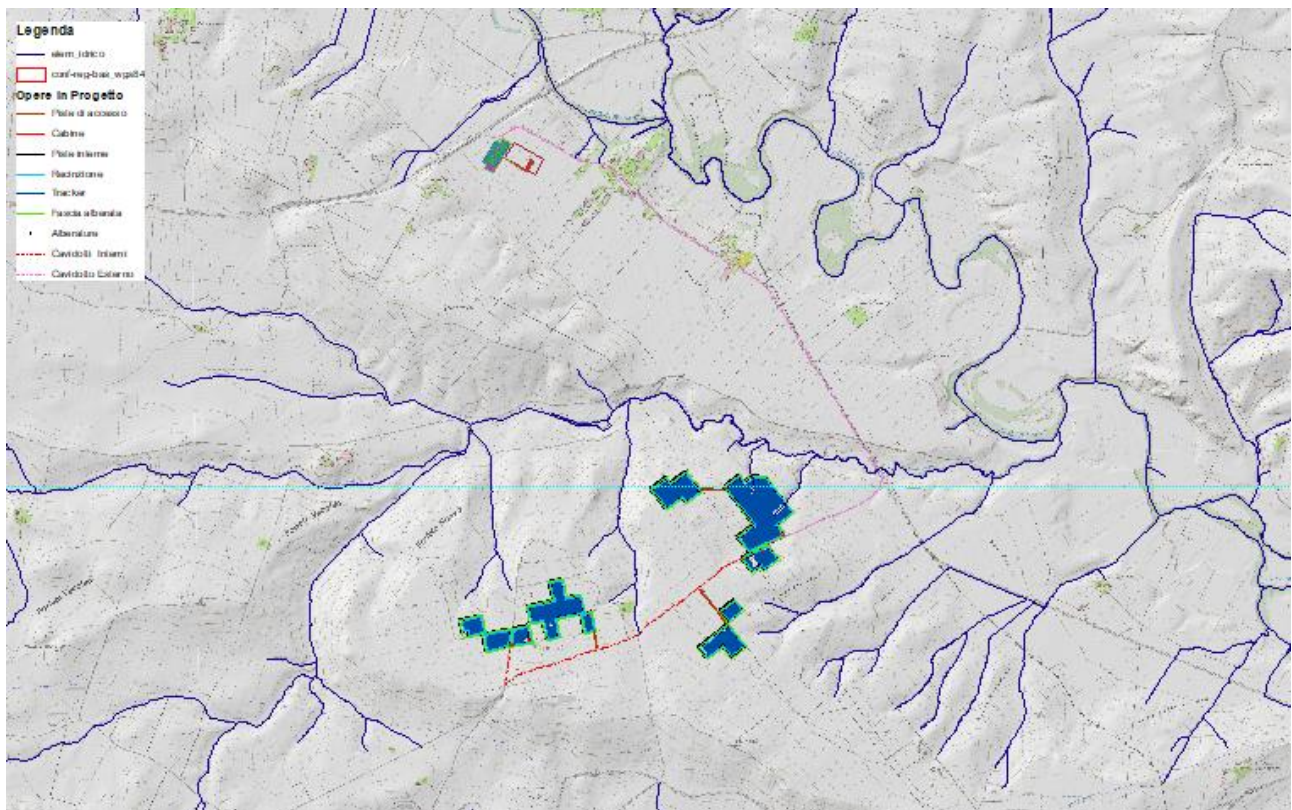 Legenda
elem_idrico
conf-reg-bas_wgs84
Opere in Progetto
Piste di accesso
Cabine
Piste interne
Recinzione
Tracker
Fascia alberata
Alberature
Cavidotti Interni
Cavidotto Esterno